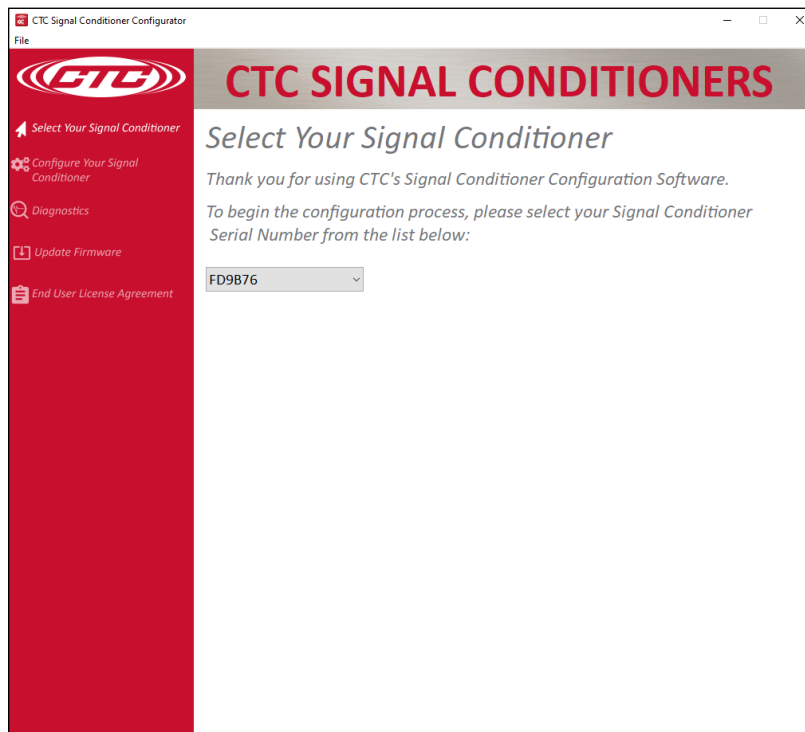 CTC Signal Conditioner Configurator
File
CTC
CTC SIGNAL CONDITIONERS
Select Your Signal Conditioner
Configure Your Signal
Conditioner
Diagnostics
Update Firmware
End User License Agreement
Select Your Signal Conditioner
Thank you for using CTC's Signal Conditioner Configuration Software.
To begin the configuration process, please select your Signal Conditioner
Serial Number from the list below:
FD9B76